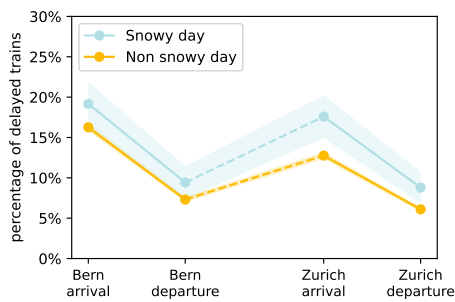 30%
25%
20%
15%
10%
5%
0%
percentage of delayed trains
Snowy day
Non snowy day
Bern
arrival
Bern
departure
Zurich
arrival
Zurich
departure